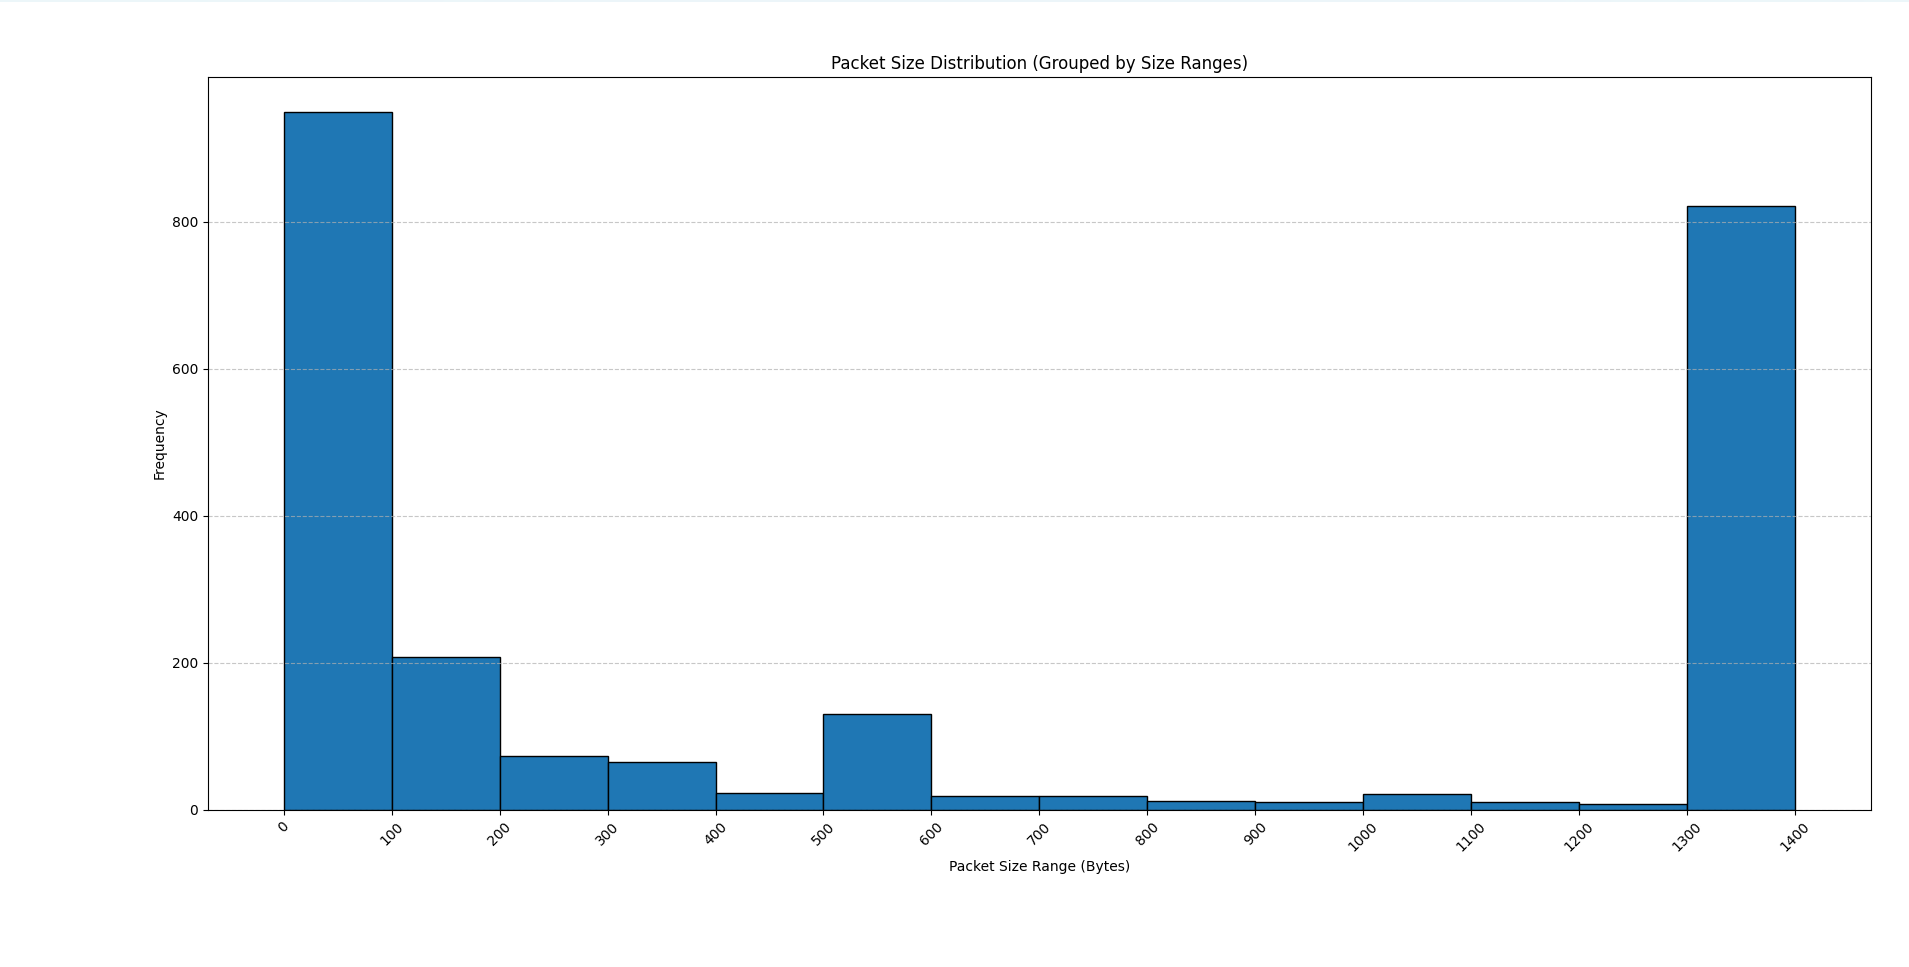 Packet Size Distribution (Grouped by Size Ranges)
800
600
400
200
0
Frequency
0 100 200 300 400 500 600 700 800 900 1000 1100 1200 1300 1400
Packet Size Range (Bytes)